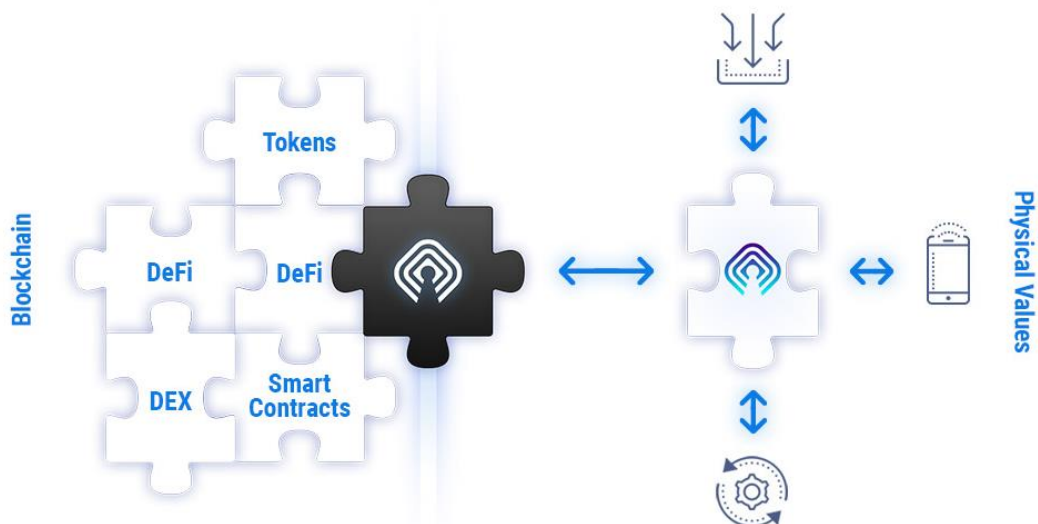 Blockchain
Tokens
DeFi
DeFi
DEX
Smart
Contracts
Physical Values